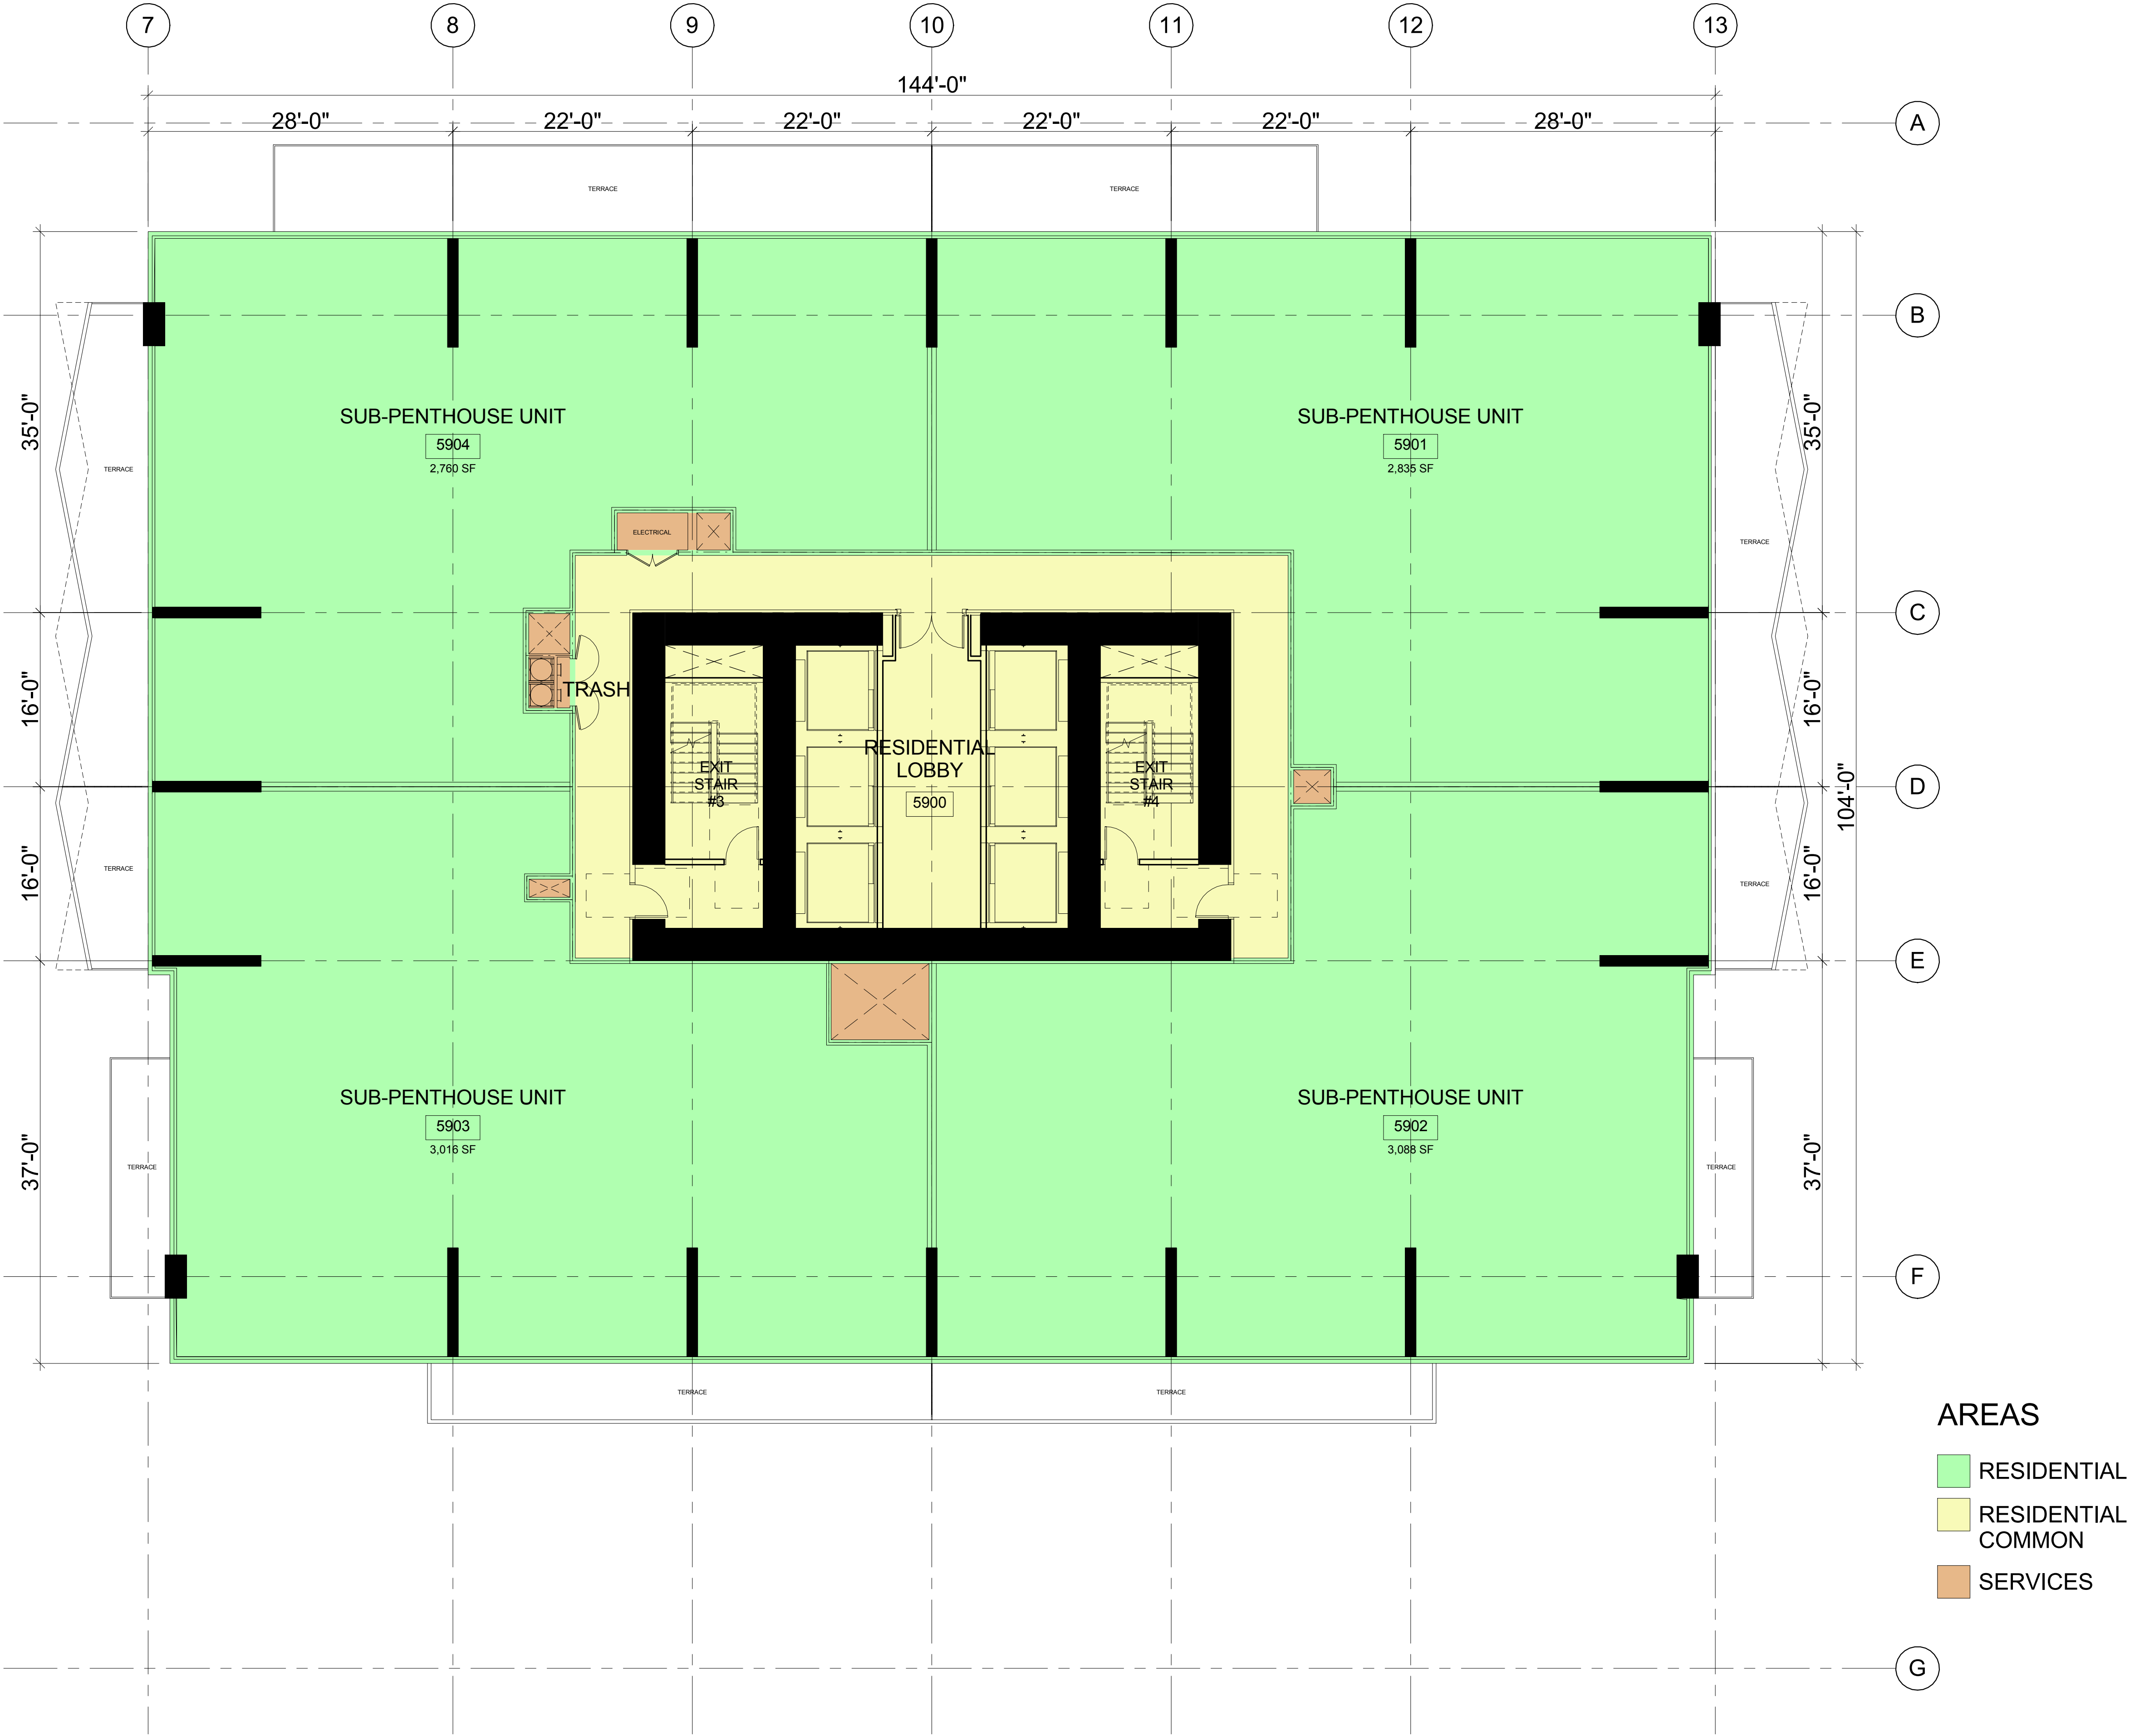 7
8
9
10
11
12
13
144'-0"
28'-0"
22'-0"
22'-0"
22'-0"
22'-0"
28'-0"
A
TERRACE
TERRACE
B
35'-0"
35'-0"
SUB-PENTHOUSE UNIT
5904
2,760 SF
SUB-PENTHOUSE UNIT
5901
2,835 SF
TERRACE
ELECTRICAL
TERRACE
C
16'-0"
TRASH
16'-0"
RESIDENTIAL
LOBBY
5900
EXIT
STAIR
#3
EXIT
STAIR
#4
D
104'-0"
16'-0"
TERRACE
TERRACE
16'-0"
E
SUB-PENTHOUSE UNIT
5903
3,016 SF
SUB-PENTHOUSE UNIT
5902
3,088 SF
37'-0"
TERRACE
TERRACE
37'-0"
F
TERRACE
TERRACE
AREAS
RESIDENTIAL
RESIDENTIAL
COMMON
SERVICES
G